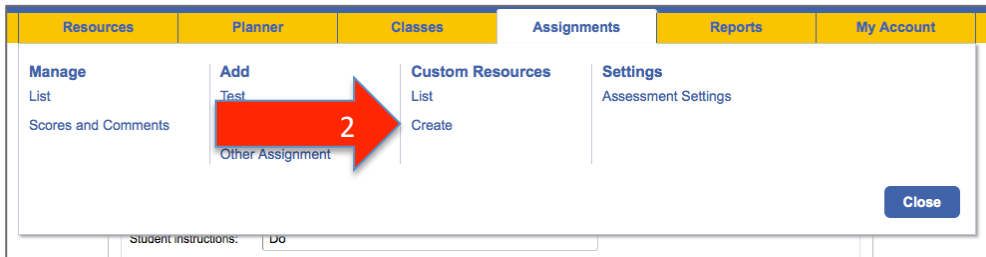 Resources Planner Classes Assignments Reports My Account
Manage Add Custom Resources Settings
List Test List Assessment Settings
Scores and Comments 2 Create
Other Assignment
Close
Student instructions: Do